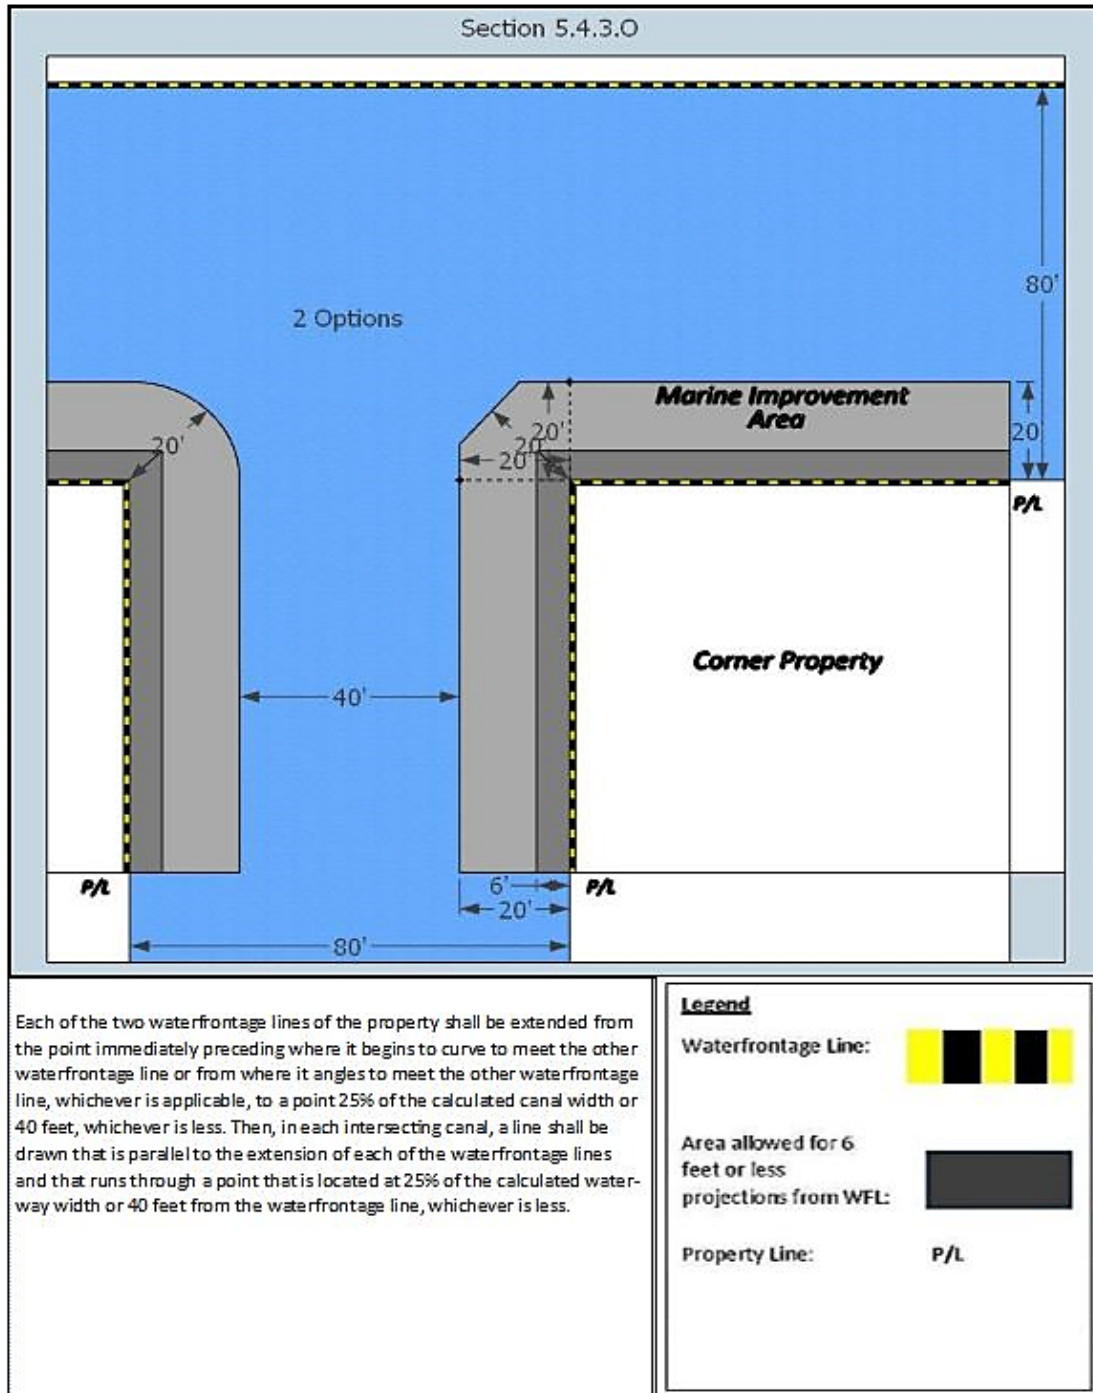 Section 5.4.3.O
80'
2 Options
Marine Improvement
Area
20'
20'
20'
20'
20
P/L
Corner Property
40'
P/L
6'
P/L
20'
80'
Each of the two waterfrontage lines of the property shall be extended from
the point immediately preceding where it begins to curve to meet the other
waterfrontage line or from where it angles to meet the other waterfrontage
line, whichever is applicable, to a point 25% of the calculated canal width or
40 feet, whichever is less. Then, in each intersecting canal, a line shall be
drawn that is parallel to the extension of each of the waterfrontage lines
and that runs through a point that is located at 25% of the calculated water-
way width or 40 feet from the waterfrontage line, whichever is less.
Legend
Waterfrontage Line:
Area allowed for 6
feet or less
projections from WFL:
Property Line: P/L